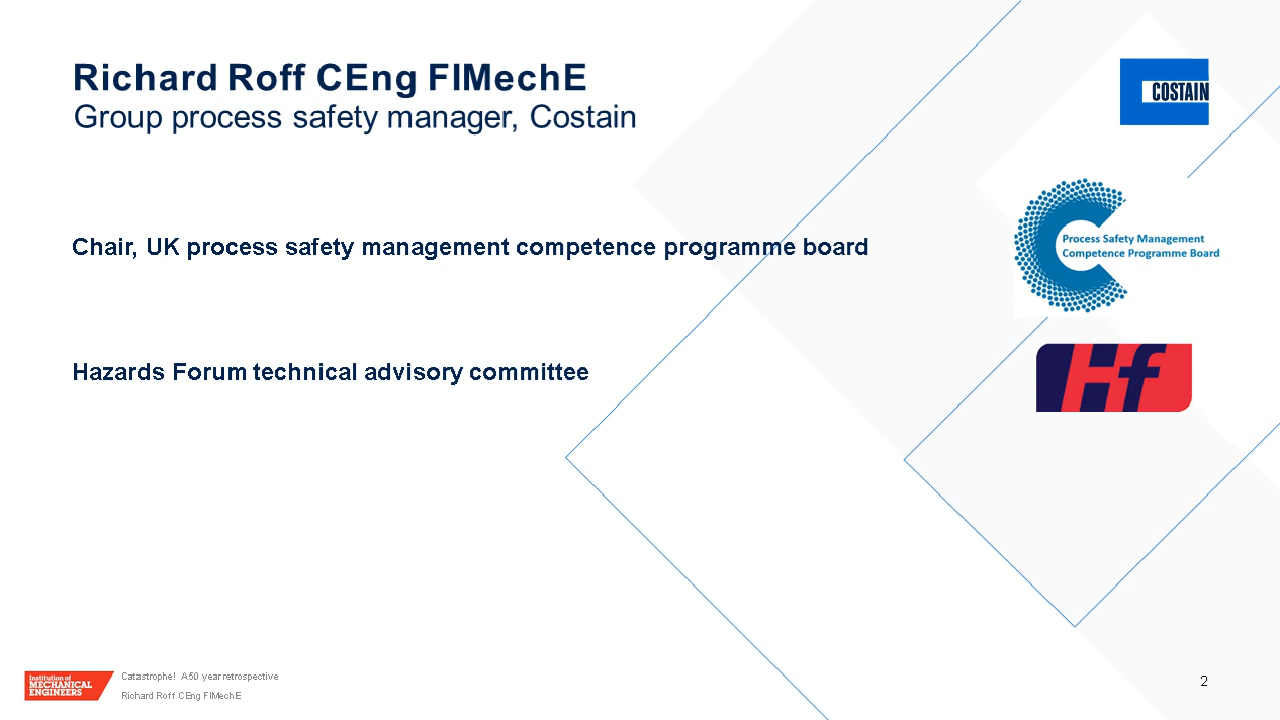 Richard Roff CEng FIMechE
Group process safety manager, Costain
COSTAIN
Chair, UK process safety management competence programme board
Process Safety Management
Competence Programme Board
Hazards Forum technical advisory committee
Hf
Institution of
MECHANICAL
ENGINEERS
Catastrophe! A 50 year retrospective
Richard Roff CEng FIMechE
2